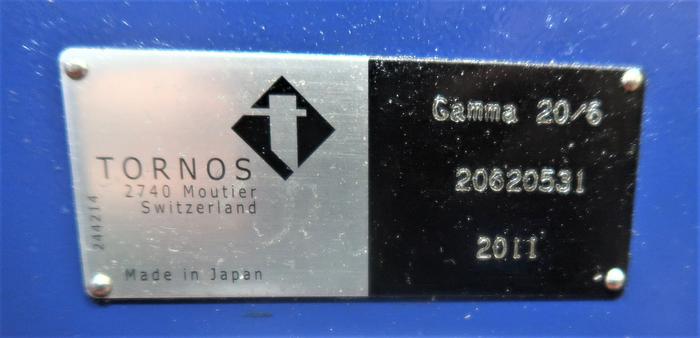 TORNOS
2740 Moutier
Switzerland
244214
Made in Japan
Gamma 20/6
20620531
2011